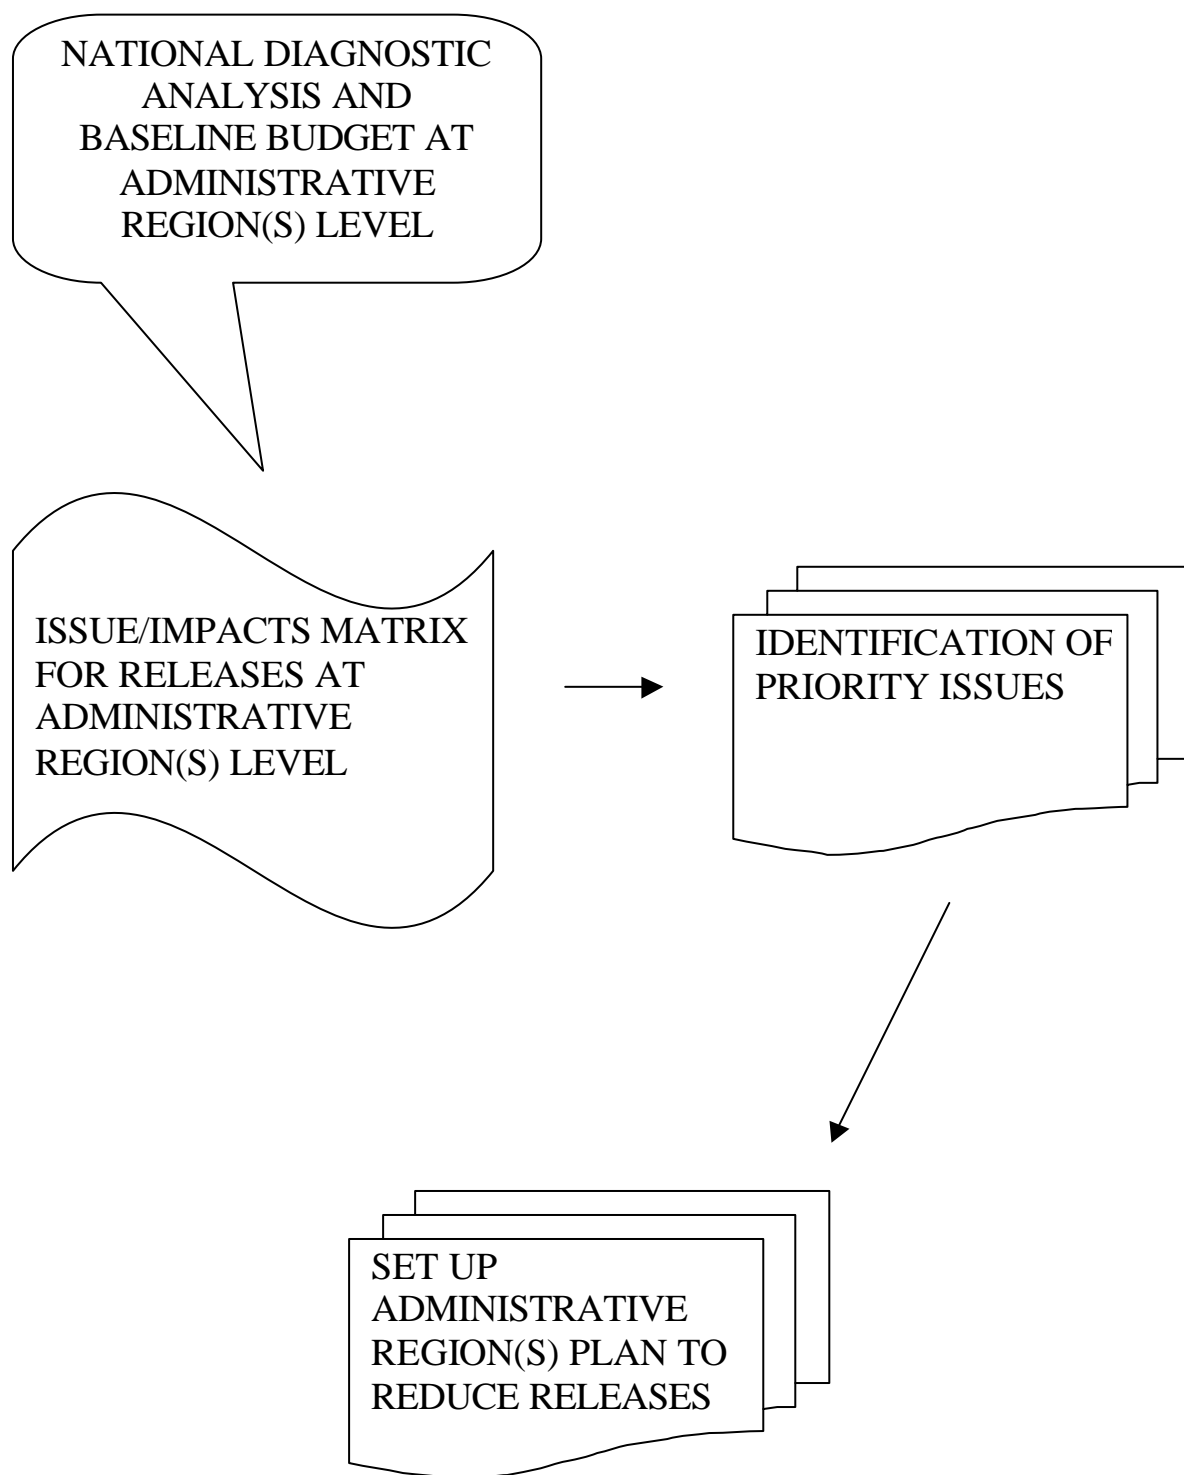 NATIONAL DIAGNOSTIC
ANALYSIS AND
BASELINE BUDGET AT
ADMINISTRATIVE
REGION(S) LEVEL
ISSUE/IMPACTS MATRIX
FOR RELEASES AT
ADMINISTRATIVE
REGION(S) LEVEL
IDENTIFICATION OF
PRIORITY ISSUES
SET UP
ADMINISTRATIVE
REGION(S) PLAN TO
REDUCE RELEASES